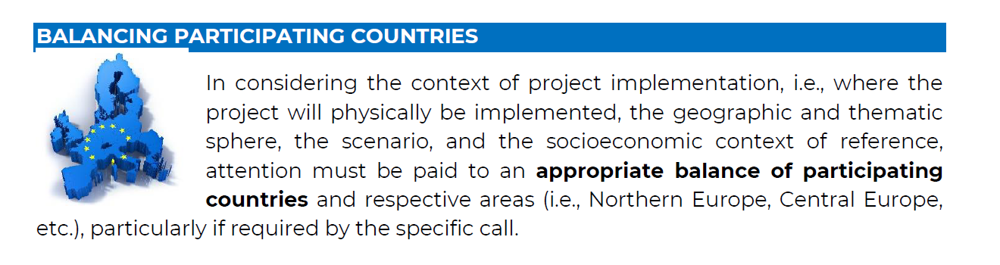 BALANCING PARTICIPATING COUNTRIES
In considering the context of project implementation, i.e., where the
project will physically be implemented, the geographic and thematic
sphere, the scenario, and the socioeconomic context of reference,
attention must be paid to an appropriate balance of participating
countries and respective areas (i.e., Northern Europe, Central Europe,
etc.), particularly if required by the specific call.